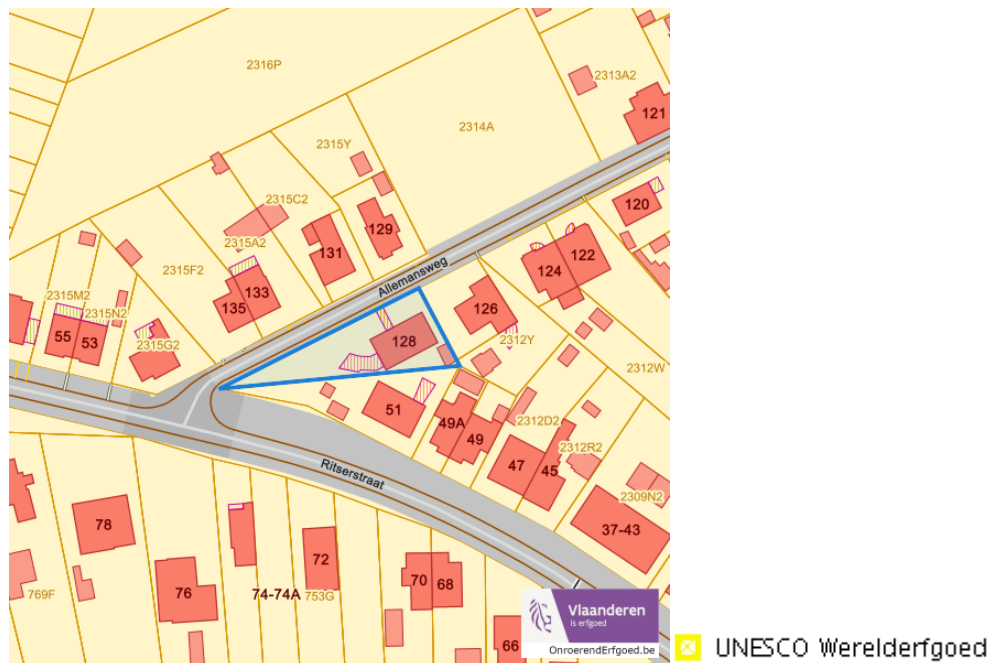 2316P
2313A2
2314A
121
2315Y
2315C2
120
129
2315A2
131
122
124
2315F2
Allemansweg
133
2315M2
135
126
2315N2
55
53
2315G2
128
2312Y
2312W
51
49A
49
2312D2
2312R2
47
45
Ritserstraat
2309N2
78
37-43
72
70
68
769F
76
74-74A
753G
66
Vlaanderen
is erfgoed
OnroerendErfgoed.be
UNESCO Werelderfgoed